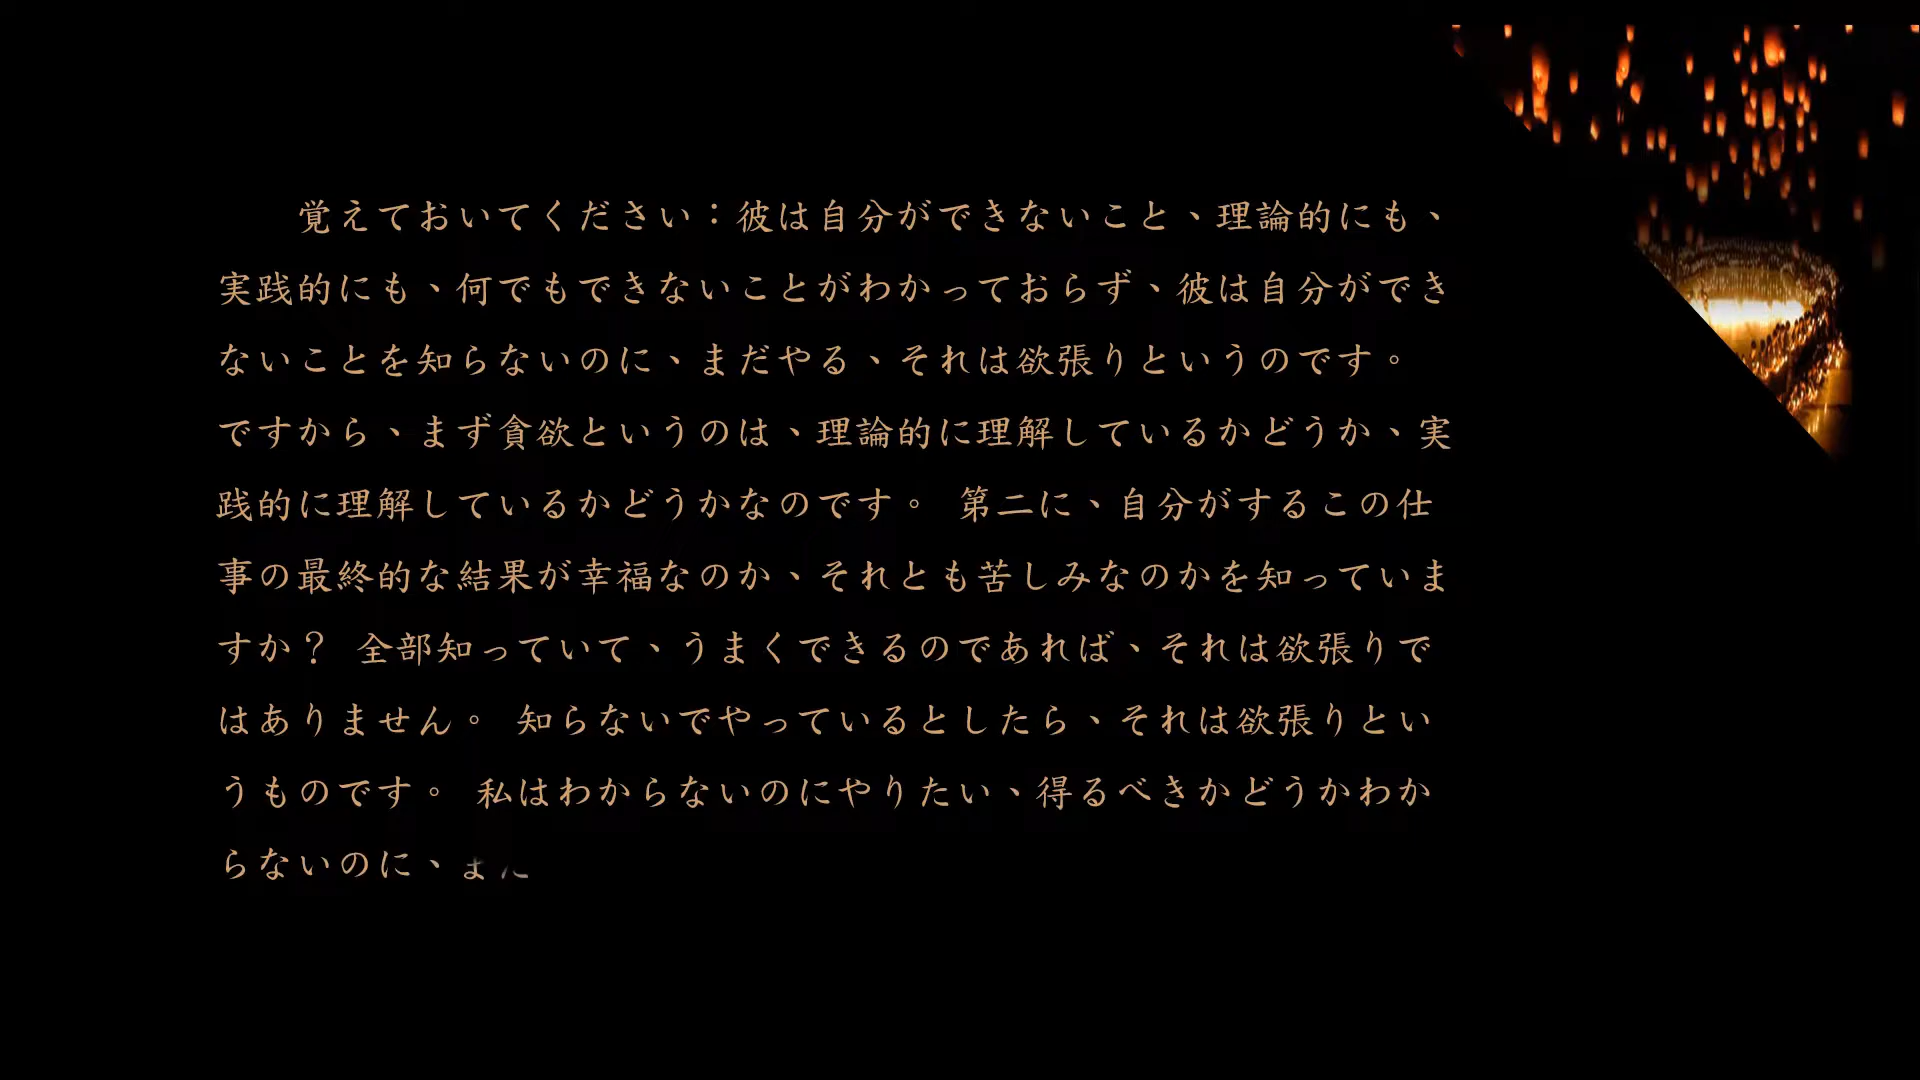 覚えておいてください：彼は自分ができないこと、理論的にも、
実践的にも、何でもできないことがわかっておらず、彼は自分ができ
ないことを知らないのに、まだやる、それは欲張りというのです。
ですから、まず貪欲というのは、理論的に理解しているかどうか、実
践的に理解しているかどうかなのです。 第二に、自分がするこの仕
事の最終的な結果が幸福なのか、それとも苦しみなのかを知っていま
すか？ 全部知っていて、うまくできるのであれば、それは欲張りで
はありません。 知らないでやっているとしたら、それは欲張りとい
うものです。 私はわからないのにやりたい、得るべきかどうかわか
らないのに、